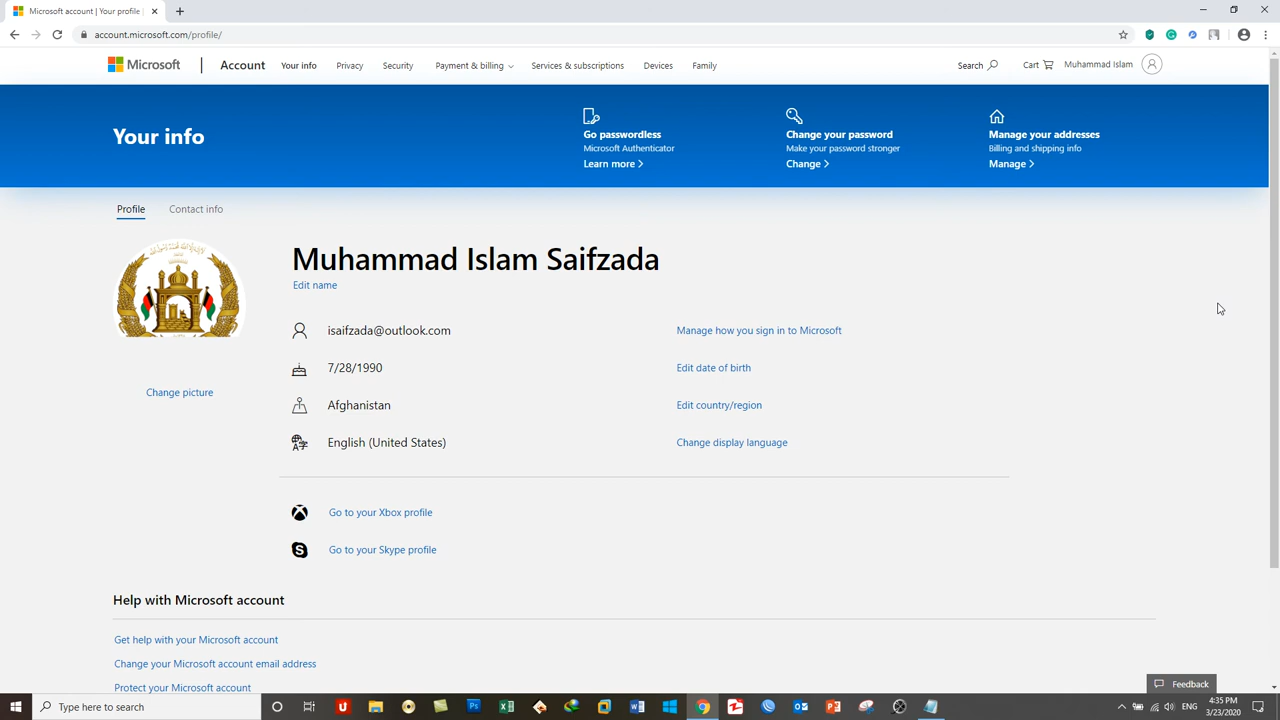 Microsoft account | Your profile |
account.microsoft.com/profile/
Microsoft
Account
Your info
Privacy
Security
Payment & billing
Services & subscriptions
Devices
Family
Search
Cart
Muhammad Islam
Your info
Go passwordless
Microsoft Authenticator
Learn more
Change your password
Make your password stronger
Change
Manage your addresses
Billing and shipping info
Manage
Profile
Contact info
Muhammad Islam Saifzada
Edit name
isaifzada@outlook.com
Manage how you sign in to Microsoft
7/28/1990
Edit date of birth
Change picture
Afghanistan
Edit country/region
English (United States)
Change display language
Go to your Xbox profile
Go to your Skype profile
Help with Microsoft account
Get help with your Microsoft account
Change your Microsoft account email address
Protect your Microsoft account
Feedback
Type here to search
ENG
4:35 PM
3/23/2020